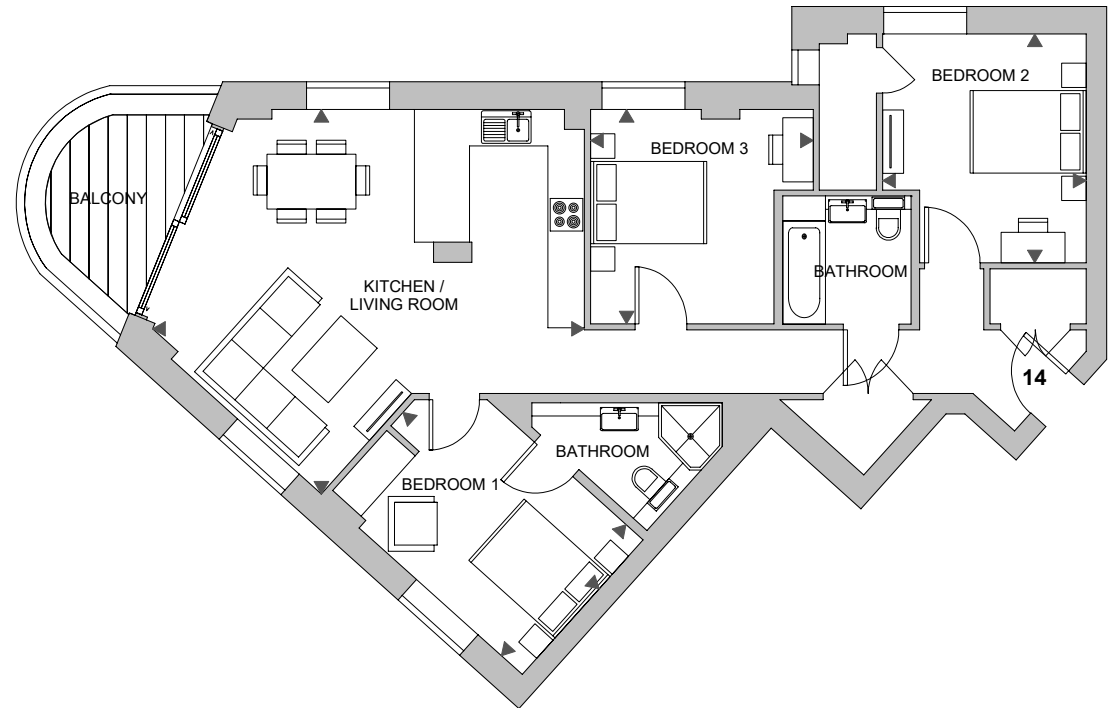 BEDROOM 2
BEDROOM 3
BALCONY
BATHROOM
KITCHEN /
LIVING ROOM
14
BATHROOM
BEDROOM 1